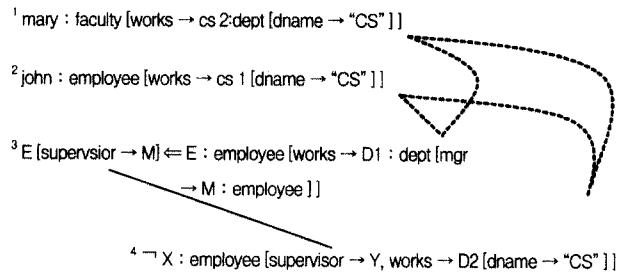 1 mary : faculty [works → cs 2:dept [dname → “CS” ] ]
2 john : employee [works → cs 1 [dname → “CS” ] ]
3 E [supervsior → M] ⇐ E : employee [works → D1 : dept [mgr
→ M : employee ] ]
4 ¬ X : employee [supervisor → Y, works → D2 [dname → “CS” ] ]